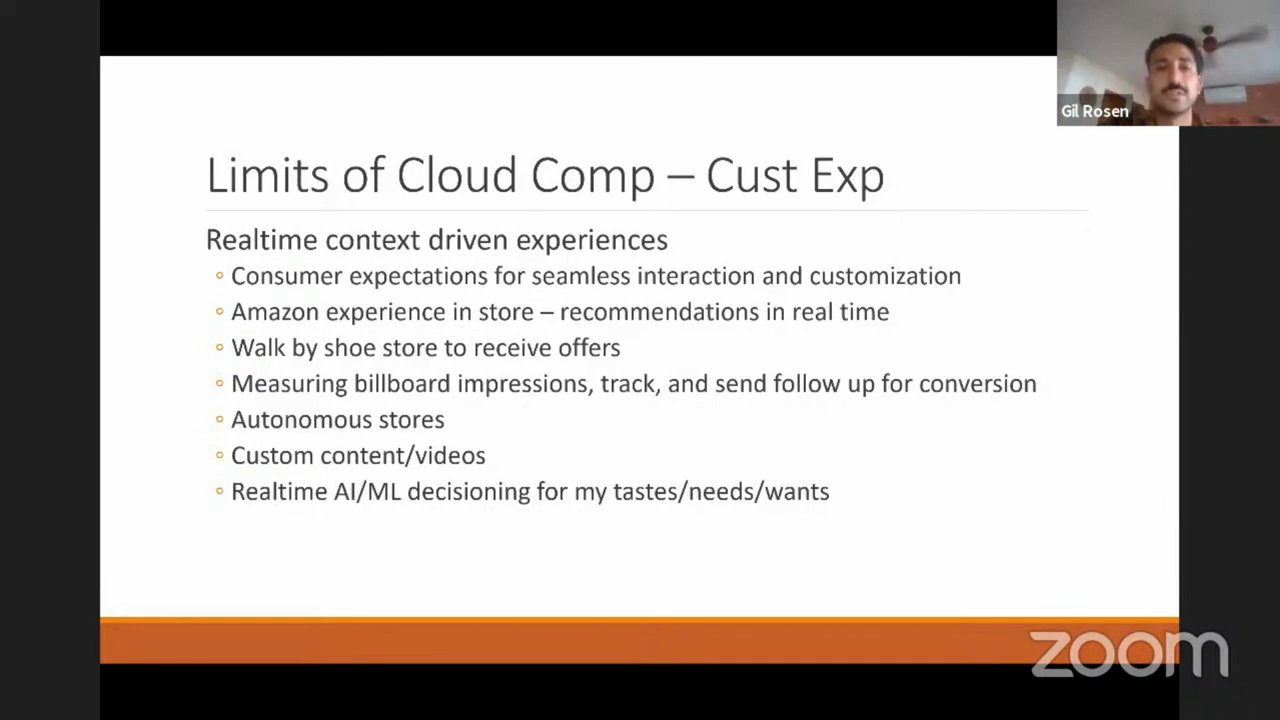 Gil Rosen
Limits of Cloud Comp – Cust Exp
Realtime context driven experiences
Consumer expectations for seamless interaction and customization
Amazon experience in store – recommendations in real time
Walk by shoe store to receive offers
Measuring billboard impressions, track, and send follow up for conversion
Autonomous stores
Custom content/videos
Realtime AI/ML decisioning for my tastes/needs/wants
zoom